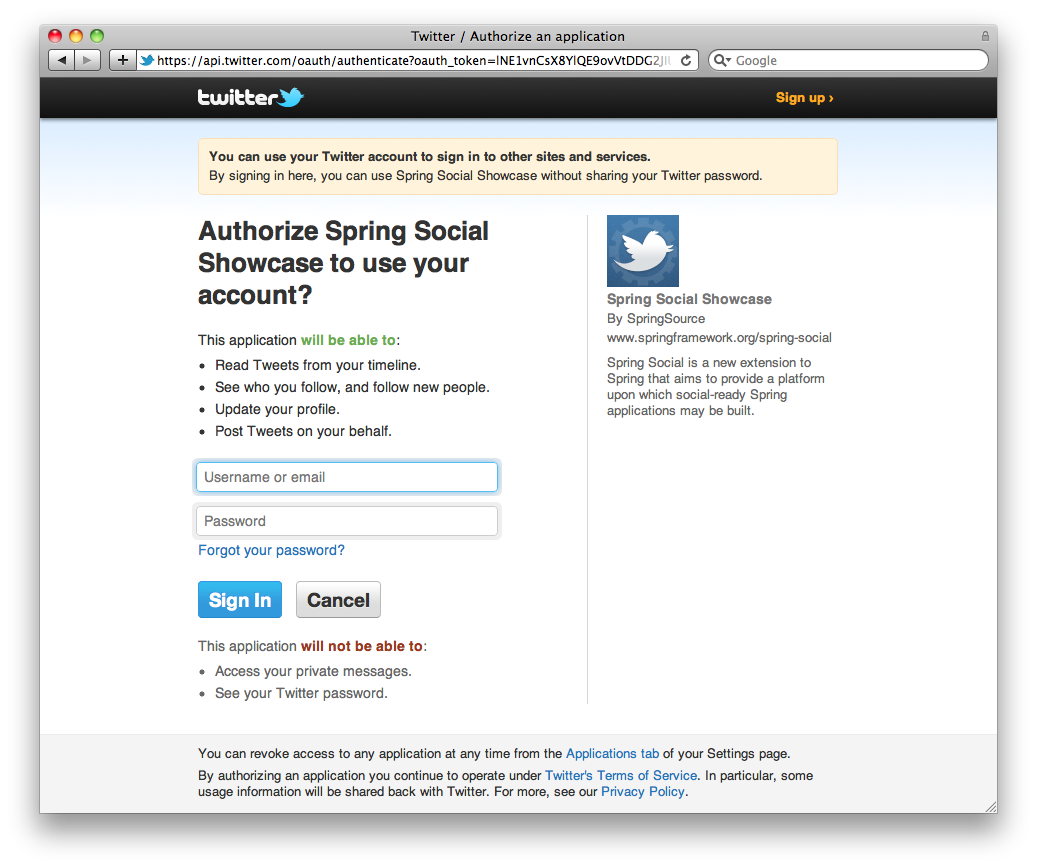 Twitter / Authorize an application
https://api.twitter.com/oauth/authenticate?oauth_token=
Google
twitter
Sign up ›
You can use your Twitter account to sign in to other sites and services.
By signing in here, you can use Spring Social Showcase without sharing your Twitter password.
Authorize Spring Social
Showcase to use your
account?
This application will be able to:
• Read Tweets from your timeline.
• See who you follow, and follow new people.
• Update your profile.
• Post Tweets on your behalf.
Username or email
Password
Forgot your password?
Sign In
Cancel
This application will not be able to:
• Access your private messages.
• See your Twitter password.
Spring Social Showcase
By SpringSource
www.springframework.org/spring-social
Spring Social is a new extension to
Spring that aims to provide a platform
upon which social-ready Spring
applications may be built.
You can revoke access to any application at any time from the Applications tab of your Settings page.
By authorizing an application you continue to operate under Twitter's Terms of Service. In particular, some
usage information will be shared back with Twitter. For more, see our Privacy Policy.